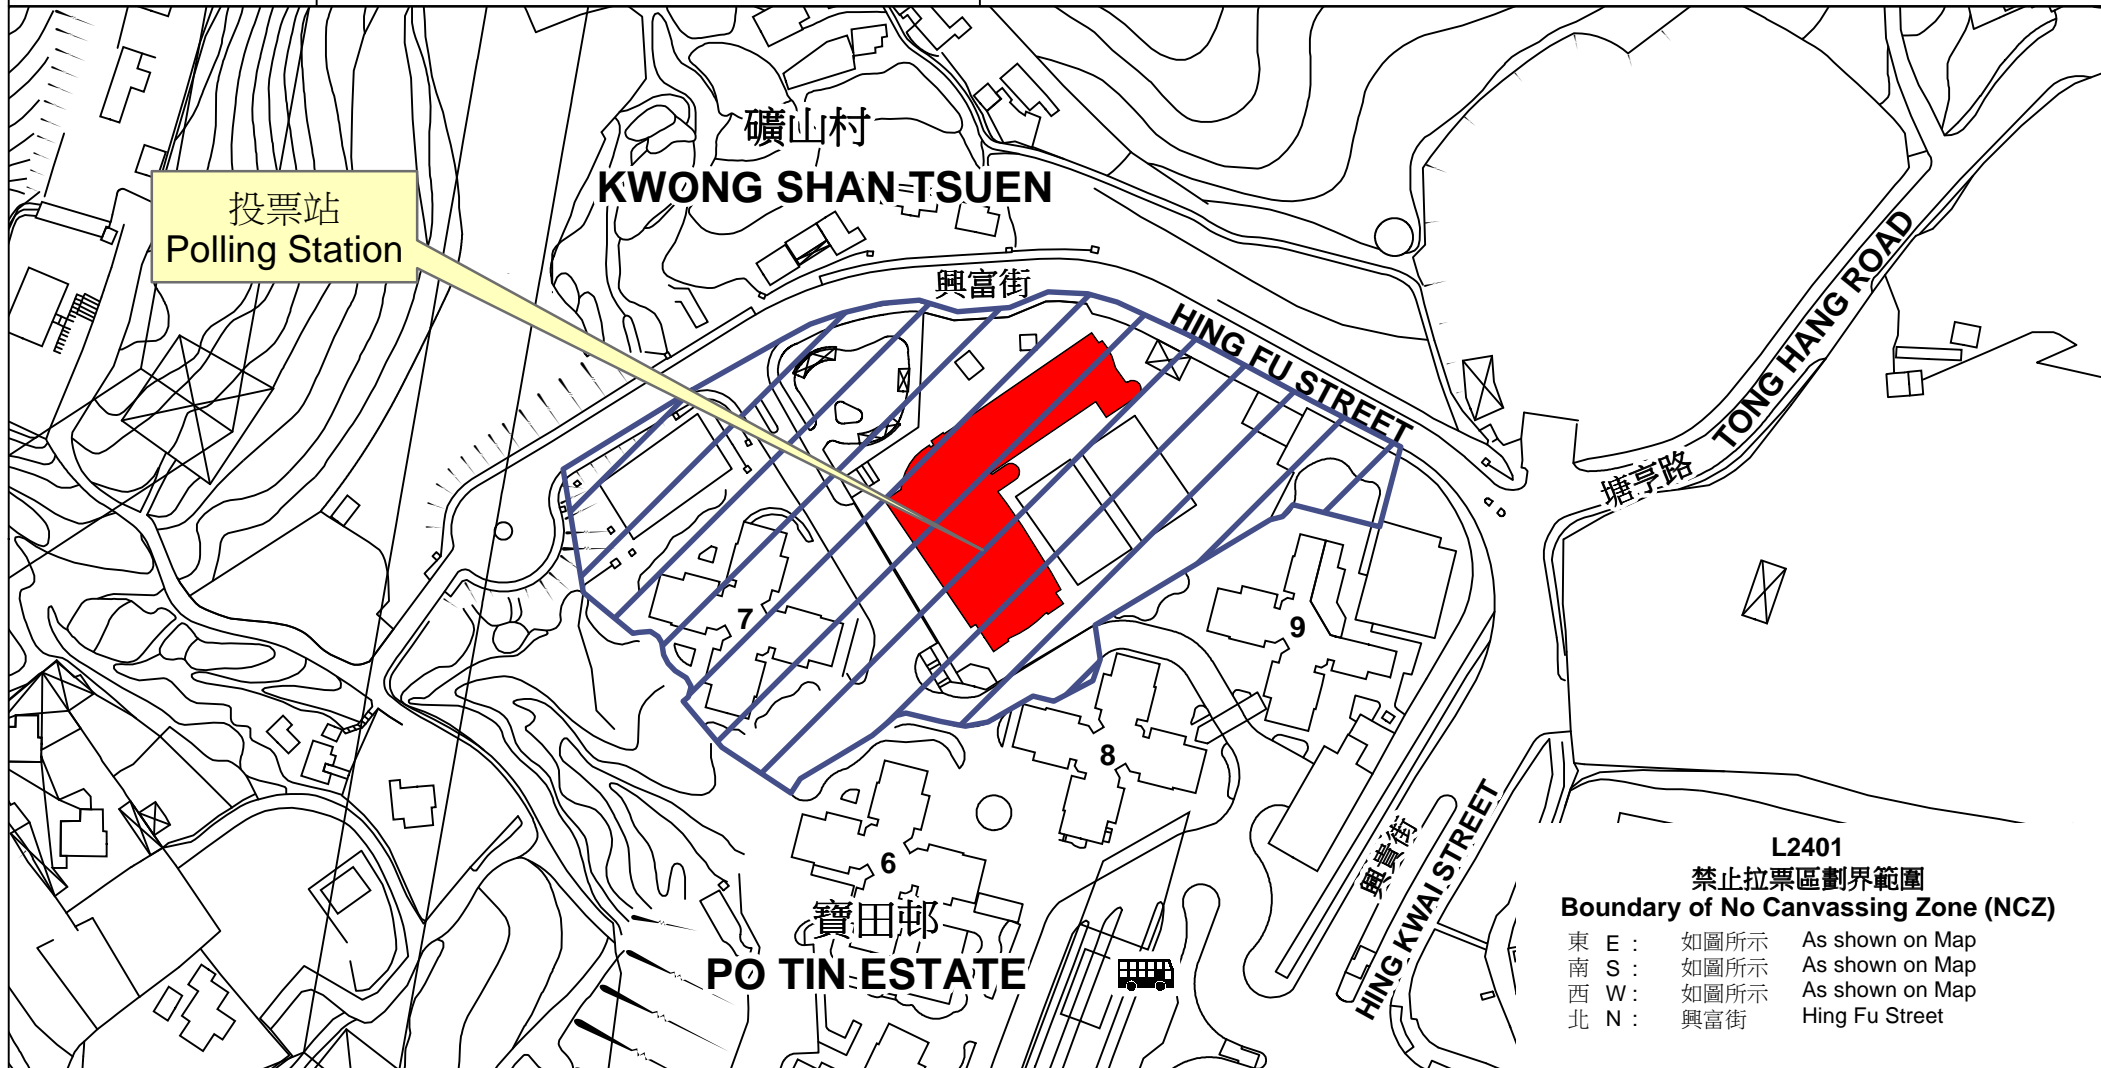 礦山村
KWONG SHAN TSUEN
投票站
Polling Station
興富街
HING FU STREET
TONG HANG ROAD
塘亨路
7
9
8
6
寶田邨
PO TIN ESTATE
興貴街
HING KWAI STREET
L2401
禁止拉票區劃界範圍
Boundary of No Canvassing Zone (NCZ)
東 E : 如圖所示 As shown on Map
南 S : 如圖所示 As shown on Map
西 W : 如圖所示 As shown on Map
北 N : 興富街 Hing Fu Street